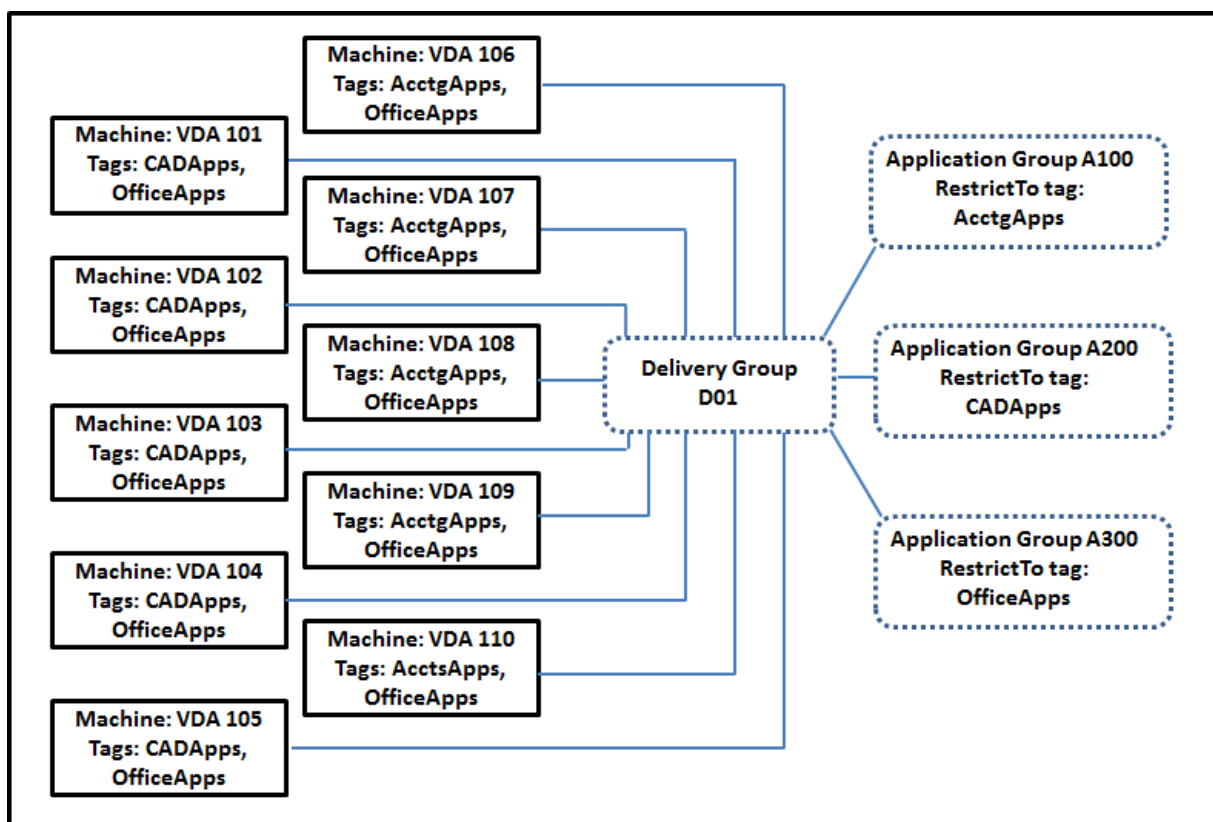 Machine: VDA 106
Tags: AcctgApps,
OfficeApps
Machine: VDA 101
Tags: CADApps,
OfficeApps
Machine: VDA 107
Tags: AcctgApps,
OfficeApps
Machine: VDA 102
Tags: CADApps,
OfficeApps
Machine: VDA 108
Tags: AcctgApps,
OfficeApps
Machine: VDA 103
Tags: CADApps,
OfficeApps
Machine: VDA 109
Tags: AcctgApps,
OfficeApps
Machine: VDA 104
Tags: CADApps,
OfficeApps
Machine: VDA 110
Tags: AcctsApps,
OfficeApps
Machine: VDA 105
Tags: CADApps,
OfficeApps
Delivery Group
D01
Application Group A100
RestrictTo tag:
AcctgApps
Application Group A200
RestrictTo tag:
CADApps
Application Group A300
RestrictTo tag:
OfficeApps